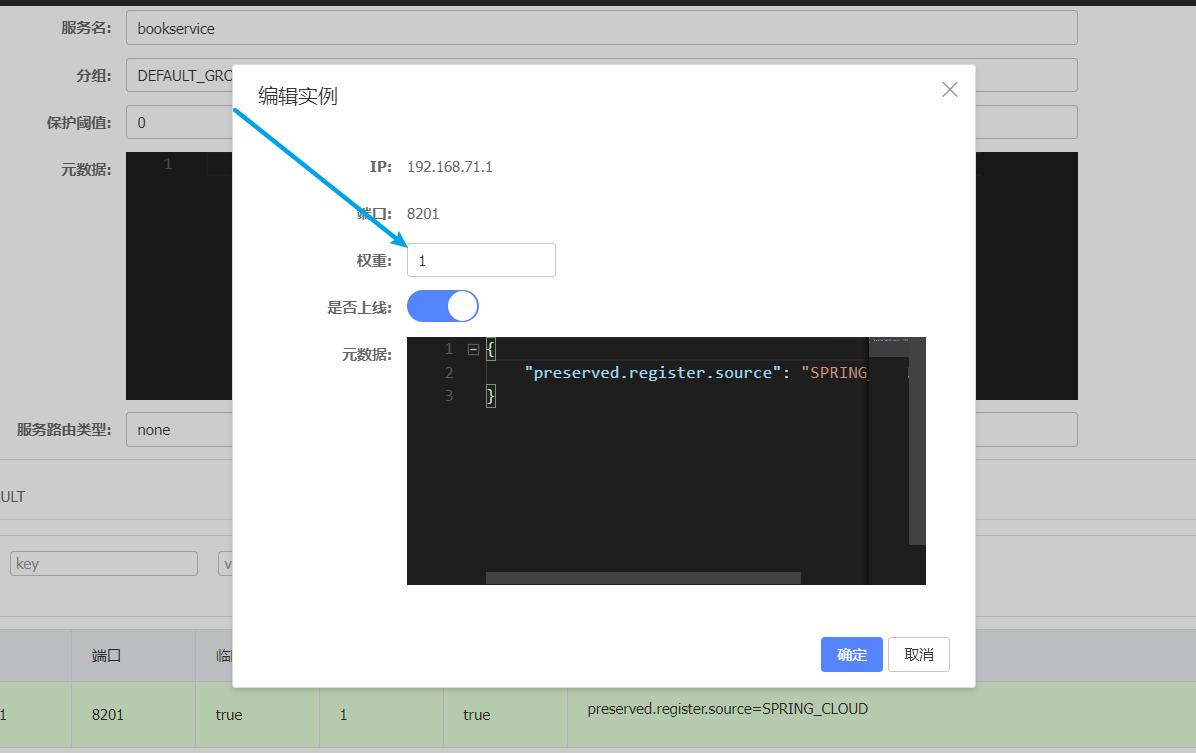 服务名: bookservice
分组: DEFAULT_GRO
保护阈值: 0
元数据: 1
编辑实例
IP: 192.168.71.1
端口: 8201
权重: 1
是否上线:
元数据:
1 {
2 "preserved.register.source": "SPRING_
3 }
服务路由类型: none
ULT
key v
确定 取消
端口 临
1 8201 true 1 true preserved.register.source=SPRING_CLOUD